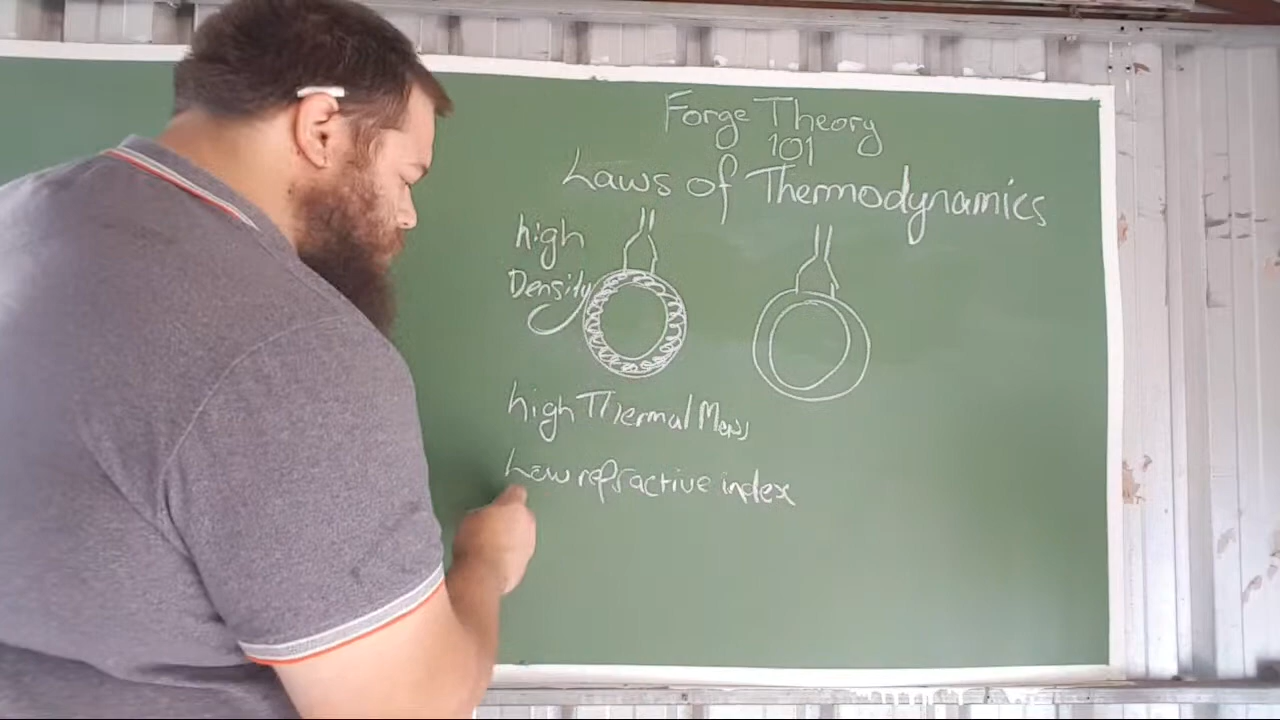 Forge Theory
101
Laws of Thermodynamics
high
Density
high Thermal Mass
Low refractive index